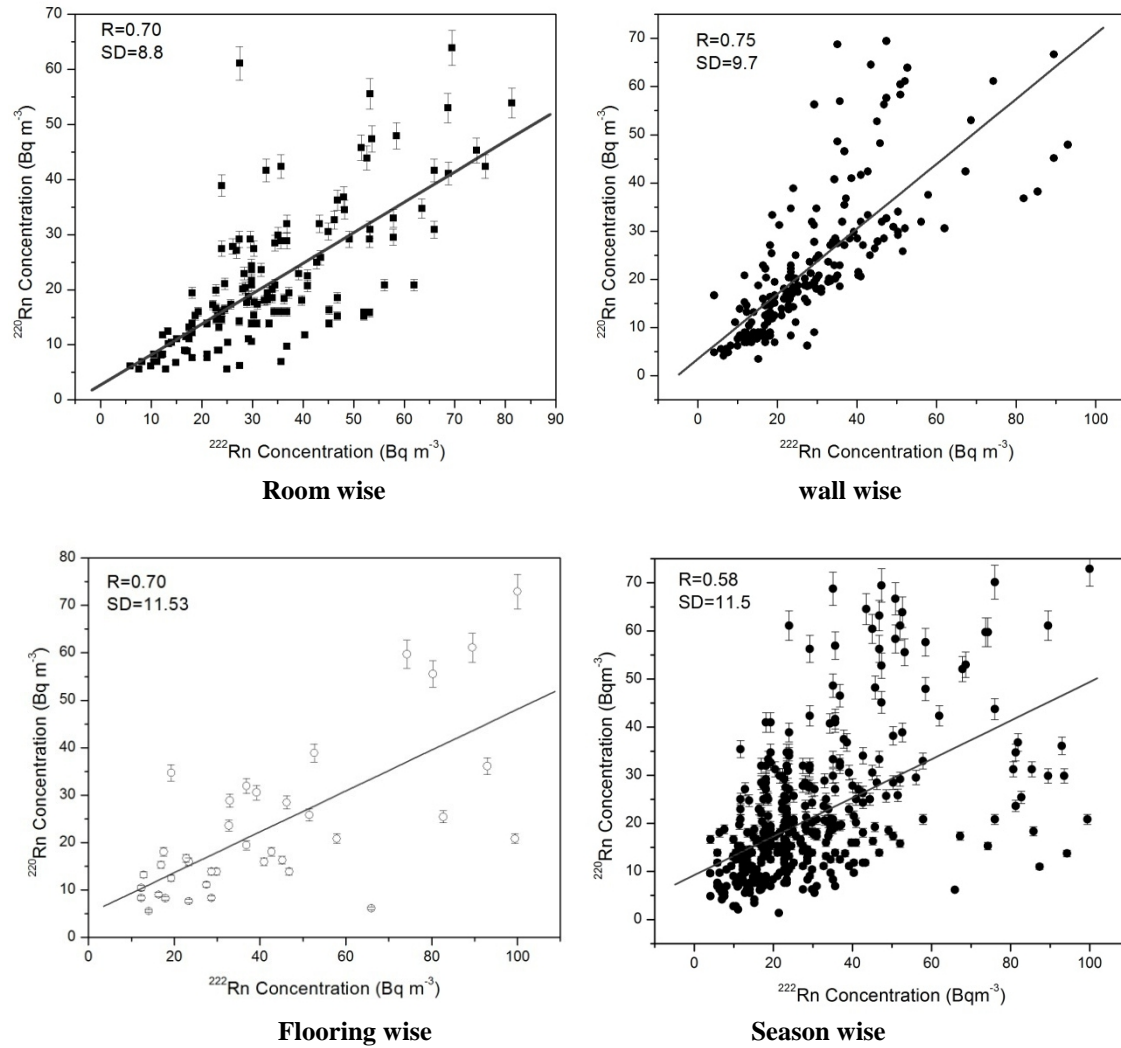 R=0.70
SD=8.8
²²⁰Rn Concentration (Bq m⁻³)
70
60
50
40
30
20
10
0
0 10 20 30 40 50 60 70 80 90
²²²Rn Concentration (Bq m⁻³)
Room wise
R=0.75
SD=9.7
²²⁰Rn Concentration (Bq m⁻³)
70
60
50
40
30
20
10
0
0 20 40 60 80 100
²²²Rn Concentration (Bq m⁻³)
wall wise
R=0.70
SD=11.53
²²⁰Rn Concentration (Bq m⁻³)
80
70
60
50
40
30
20
10
0
0 20 40 60 80 100
²²²Rn Concentration (Bq m⁻³)
Flooring wise
R=0.58
SD=11.5
²²⁰Rn Concentration (Bqm⁻³)
70
60
50
40
30
20
10
0
0 20 40 60 80 100
²²²Rn Concentration (Bqm⁻³)
Season wise